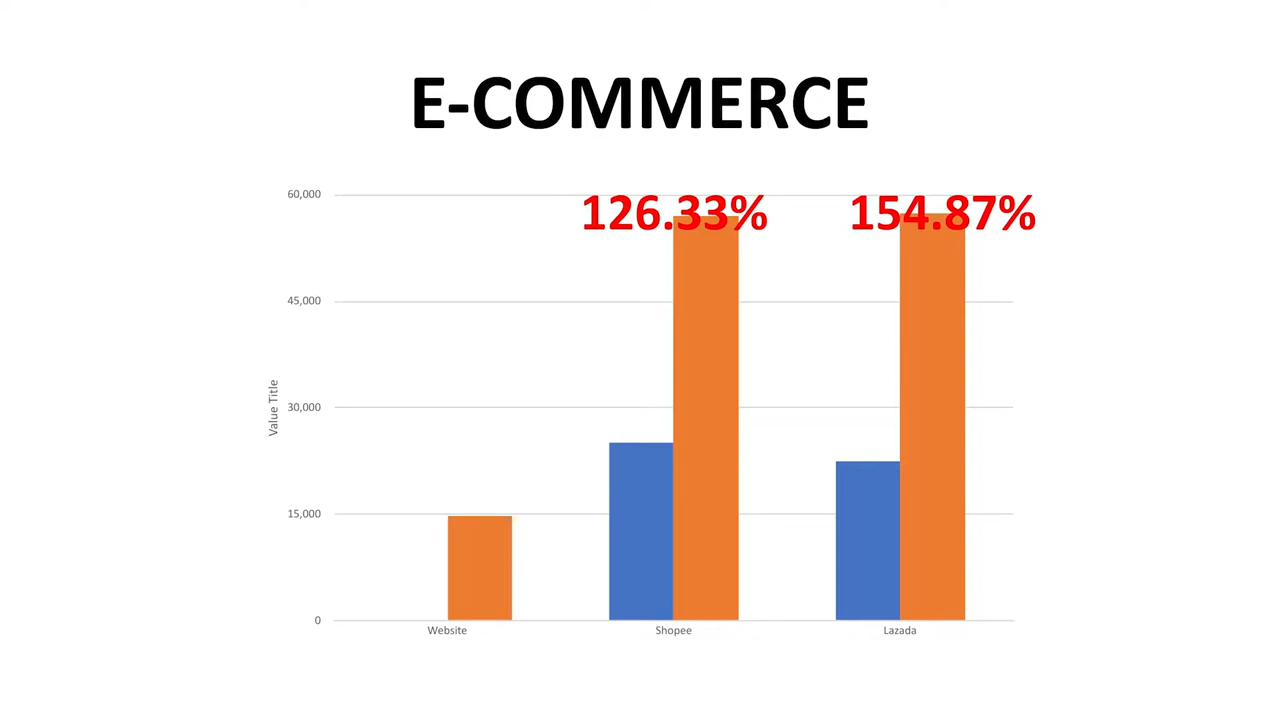 E-COMMERCE
126.33% 154.87%
60,000
45,000
30,000
15,000
0
Value Title
Website Shopee Lazada